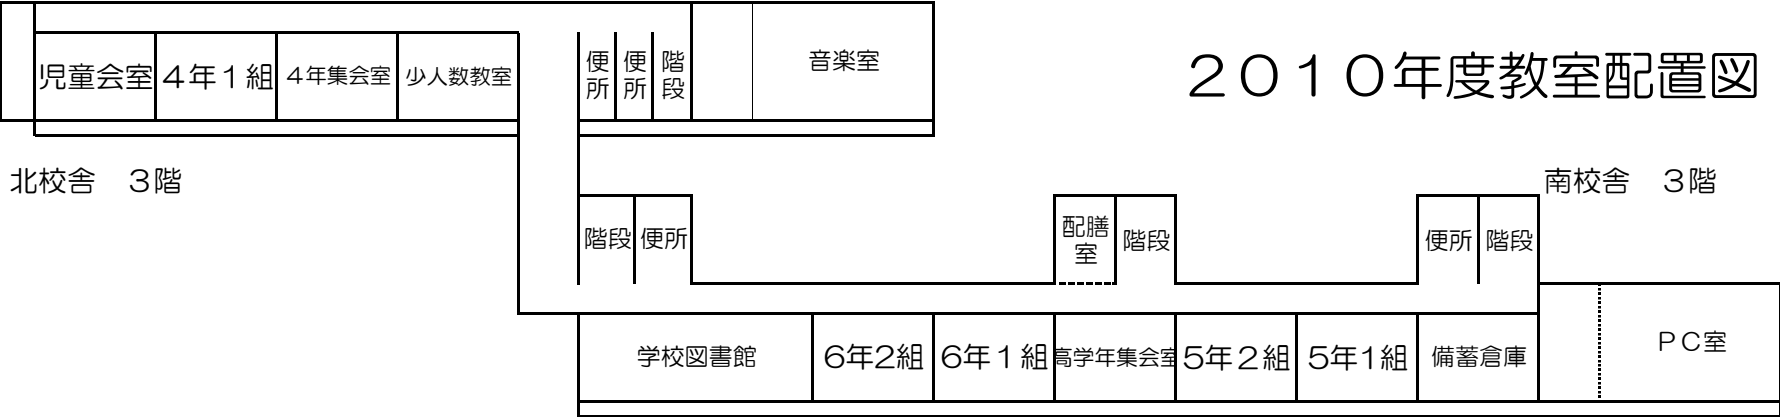 ２０１０年度教室配置図
児童会室
４年１組
４年集会室
少人数教室
便所
便所
階段
音楽室
北校舎　３階
南校舎　３階
階段
便所
配膳室
階段
便所
階段
学校図書館
６年２組
６年１組
高学年集会室
５年２組
５年１組
備蓄倉庫
ＰＣ室